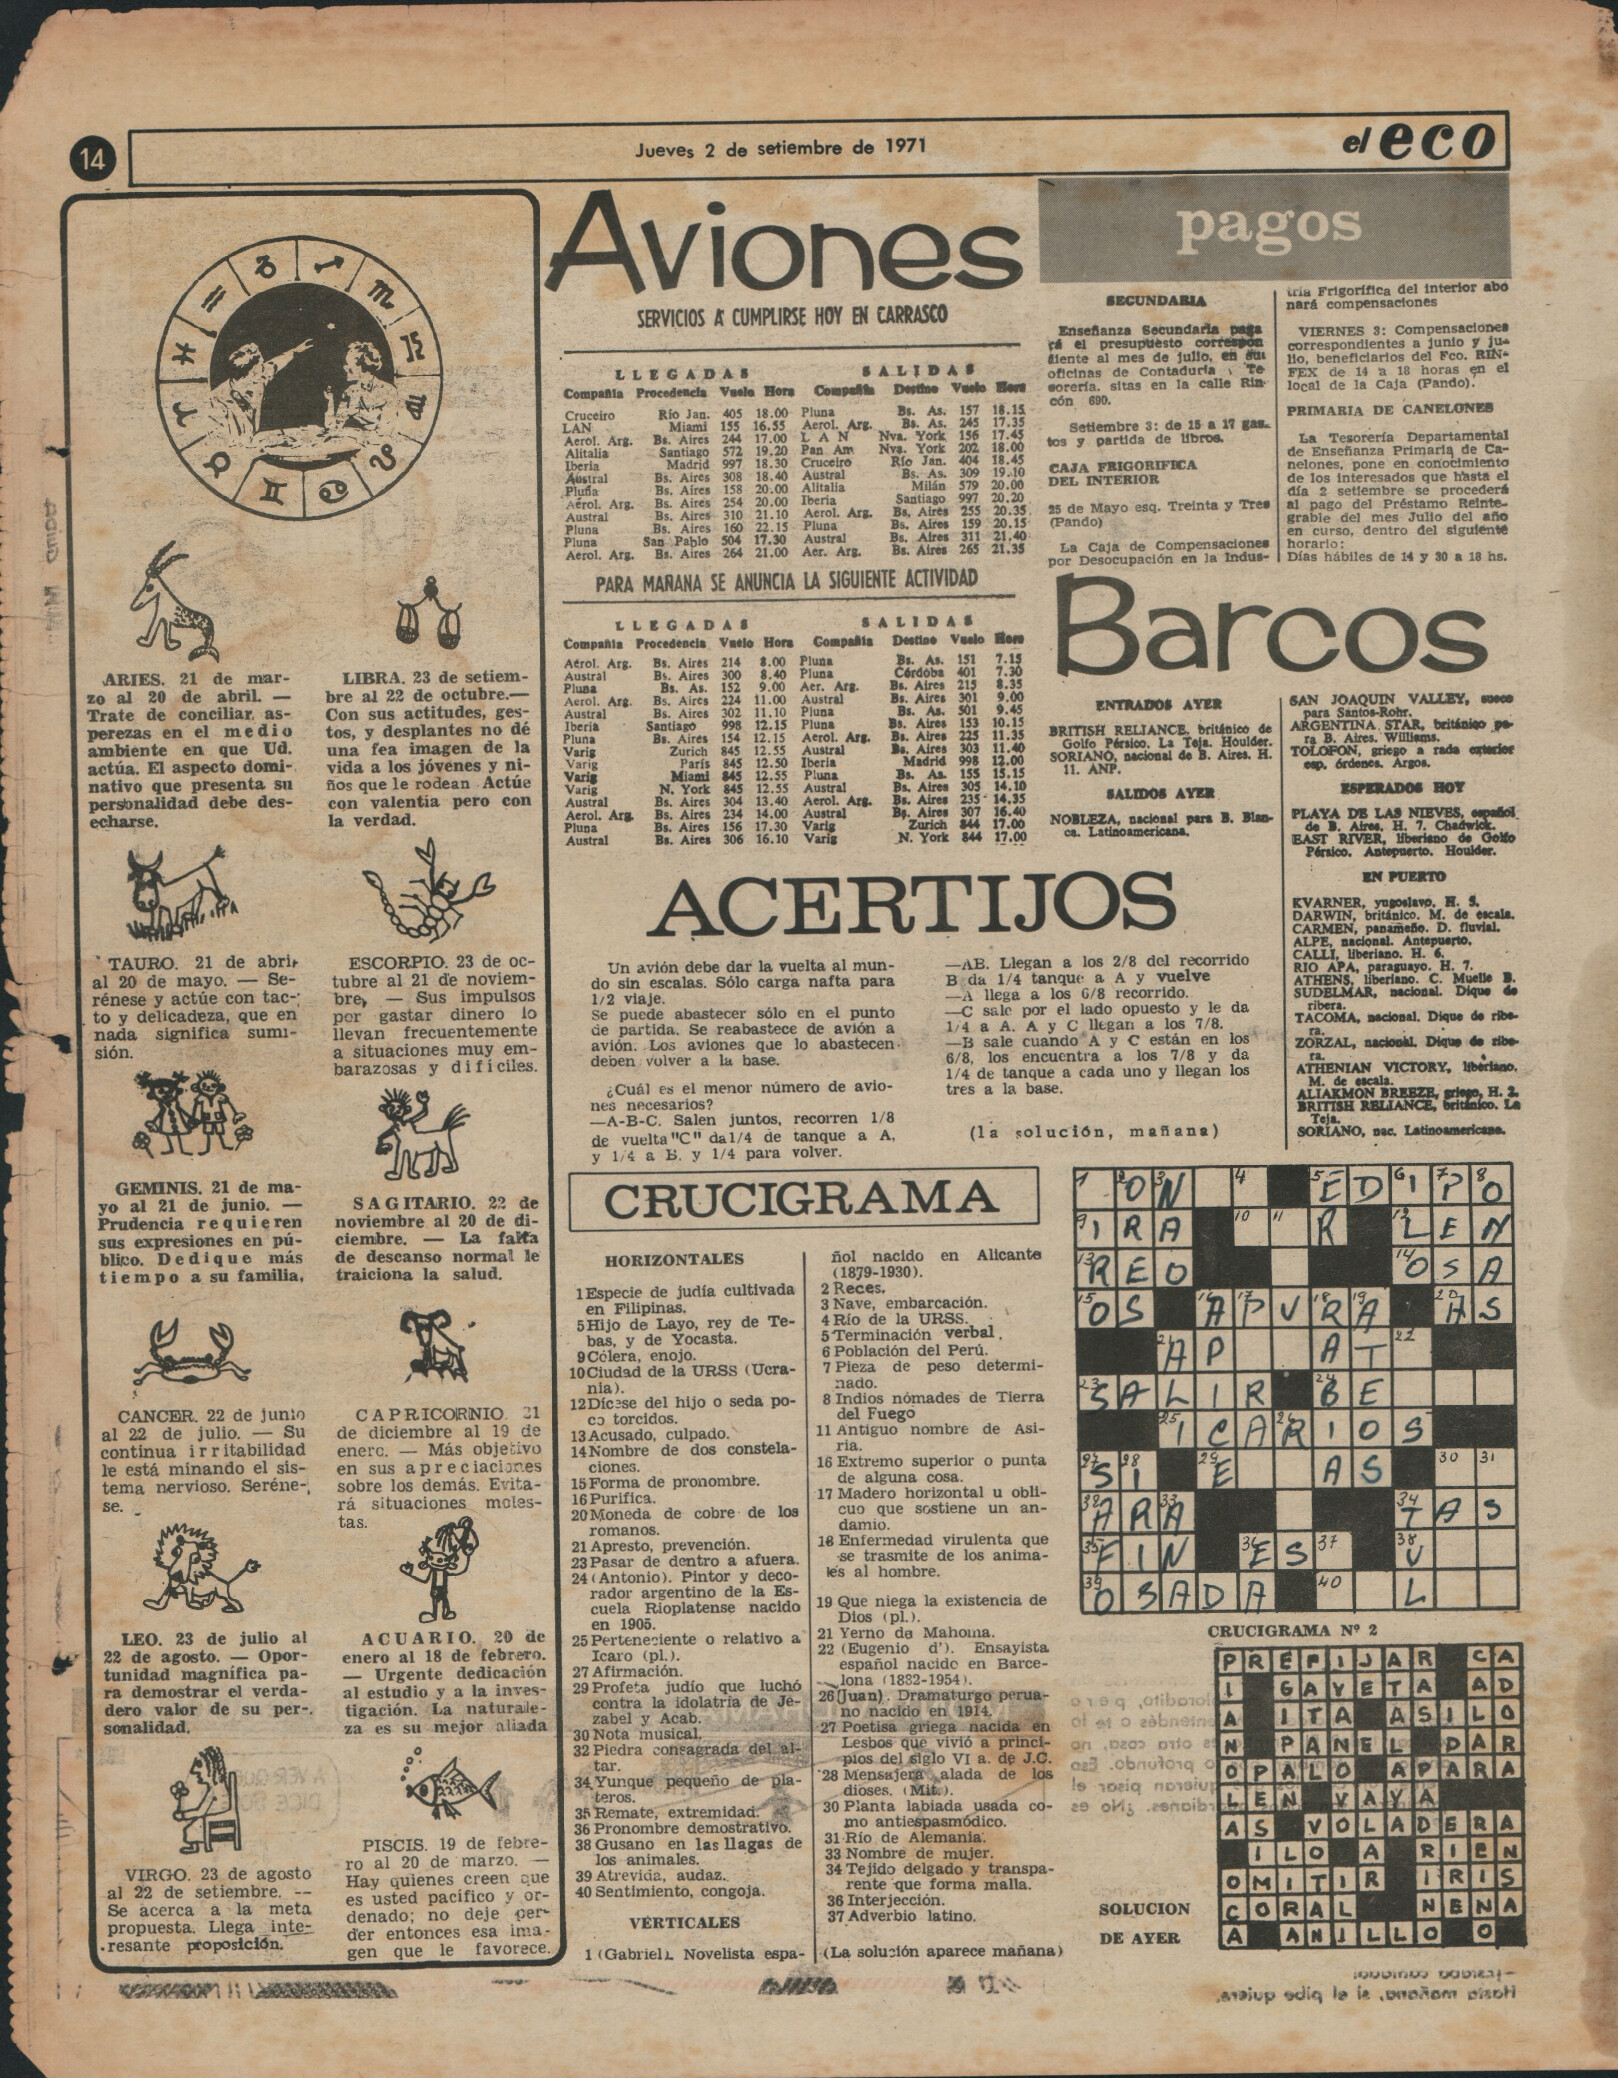 14
Jueves 2 de setiembre de 1971
el eco
ARIES. 21 de mar-
zo al 20 de abril. —
Trate de conciliar as-
perezas en el medio
ambiente en que Ud.
actúa. El aspecto domi-
nativo que presenta su
personalidad debe des-
echarse.
LIBRA. 23 de setiem-
bre al 22 de octubre.—
Con sus actitudes, ges-
tos, y desplantes no dé
una fea imagen de la
vida a los jóvenes y ni-
ños que le rodean Actúe
con valentía pero con
la verdad.
TAURO. 21 de abril
al 20 de mayo. — Se-
rénese y actúe con tac-
to y delicadeza, que en
nada significa sumi-
sión.
ESCORPIO. 23 de oc-
tubre al 21 de noviem-
bre, — Sus impulsos
por gastar dinero lo
llevan frecuentemente
a situaciones muy em-
barazosas y difíciles.
GEMINIS. 21 de ma-
yo al 21 de junio. —
Prudencia requieren
sus expresiones en pú-
blico. Dedique más
tiempo a su familia.
SAGITARIO. 22 de
noviembre al 20 de di-
ciembre. — La falta
de descanso normal le
traiciona la salud.
CANCER. 22 de junio
al 22 de julio. — Su
continua irritabilidad
le está minando el sis-
tema nervioso. Seréne-
se.
CAPRICORNIO. 21
de diciembre al 19 de
enero. — Más objetivo
en sus apreciaciones
sobre los demás. Evita-
rá situaciones moles-
tas.
LEO. 23 de julio al
22 de agosto. — Opor-
tunidad magnífica pa-
ra demostrar el verda-
dero valor de su per-
sonalidad.
ACUARIO. 20 de
enero al 18 de febrero.
— Urgente dedicación
al estudio y a la inves-
tigación. La naturale-
za es su mejor aliada
VIRGO. 23 de agosto
al 22 de setiembre. --
Se acerca a la meta
propuesta. Llega inte-
resante proposición.
PISCIS. 19 de febre-
ro al 20 de marzo. —
Hay quienes creen que
es usted pacífico y or-
denado; no deje per-
der entonces esa ima-
gen que le favorece.
Aviones
SERVICIOS A CUMPLIRSE HOY EN CARRASCO
LLEGADAS SALIDAS
Compañía Procedencia Vuelo Hora Compañía Destino Vuelo Hora
Cruceiro Río Jan. 405 18.00 Pluna Bs. As. 157 18.15
LAN Miami 155 16.55 Aerol. Arg. Bs. As. 245 17.35
Aerol. Arg. Bs. Aires 244 17.00 L A N Nva. York 156 17.45
Alitalia Santiago 572 19.20 Pan Am Nva. York 202 18.00
Iberia Madrid 997 18.30 Cruceiro Río Jan. 404 18.45
Austral Bs. Aires 308 18.40 Austral Bs. As. 309 19.10
Pluna Bs. Aires 158 20.00 Alitalia Milán 579 20.00
Aérol. Arg. Bs. Aires 254 20.00 Iberia Santiago 997 20.20
Austral Bs. Aires 310 21.10 Aerol. Arg. Bs. Aires 255 20.35
Pluna Bs. Aires 160 22.15 Pluna Bs. Aires 159 20.15
Pluna San Pablo 504 17.30 Austral Bs. Aires 311 21.40
Aerol. Arg. Bs. Aires 264 21.00 Aer. Arg. Bs. Aires 265 21.35
PARA MAÑANA SE ANUNCIA LA SIGUIENTE ACTIVIDAD
LLEGADAS SALIDAS
Compañía Procedencia Vuelo Hora Compañía Destino Vuelo Hora
Aérol. Arg. Bs. Aires 214 8.00 Pluna Bs. As. 151 7.15
Austral Bs. Aires 300 8.40 Pluna Córdoba 401 7.30
Pluna Bs. As. 152 9.00 Aer. Arg. Bs. Aires 215 8.35
Aerol. Arg. Bs. Aires 224 11.00 Austral Bs. Aires 301 9.00
Austral Bs. Aires 302 11.10 Pluna Bs. As. 501 9.45
Iberia Santiago 998 12.15 Pluna Bs. Aires 153 10.15
Pluna Bs. Aires 154 12.15 Aerol. Arg. Bs. Aires 225 11.35
Varig Zurich 845 12.55 Austral Bs. Aires 303 11.40
Varig París 845 12.50 Iberia Madrid 998 12.00
Varig Miami 845 12.55 Pluna Bs. As. 155 15.15
Varig N. York 845 12.55 Austral Bs. Aires 305 14.10
Austral Bs. Aires 304 13.40 Aerol. Arg. Bs. Aires 235 14.35
Aerol. Arg. Bs. Aires 234 14.00 Austral Bs. Aires 307 16.40
Pluna Bs. Aires 156 17.30 Varig Zurich 844 17.00
Austral Bs. Aires 306 16.10 Varig N. York 844 17.00
pagos
SECUNDARIA
Enseñanza Secundaria paga
rá el presupuesto correspon
diente al mes de julio, en sus
oficinas de Contaduría y Te
sorería. sitas en la calle Rin
cón 690.
Setiembre 3: de 15 a 17 gas-
tos y partida de libros.
CAJA FRIGORIFICA
DEL INTERIOR
25 de Mayo esq. Treinta y Tres
(Pando)
La Caja de Compensaciones
por Desocupación en la Indus-
tria Frigorífica del interior abo
nará compensaciones
VIERNES 3: Compensaciones
correspondientes a junio y ju-
lio, beneficiarios del Fco. RIN-
FEX de 14 a 18 horas en el
local de la Caja (Pando).
PRIMARIA DE CANELONES
La Tesorería Departamental
de Enseñanza Primaria de Ca-
nelones, pone en conocimiento
de los interesados que hasta el
día 2 setiembre se procederá
al pago del Préstamo Reinte-
grable del mes Julio del año
en curso, dentro del siguiente
horario:
Días hábiles de 14 y 30 a 18 hs.
Barcos
ENTRADOS AYER
BRITISH RELIANCE, británico de
Golfo Pérsico. La Teja. Houlder.
SORIANO, nacional de B. Aires. H.
11. ANP.
SALIDOS AYER
NOBLEZA, nacional para B. Blan-
ca. Latinoamericana.
SAN JOAQUIN VALLEY, sueco
para Santos-Rohr.
ARGENTINA STAR, británico pa-
ra B. Aires. Williams.
TOLOFON, griego a rada exterior
esp. órdenes. Argos.
ESPERADOS HOY
PLAYA DE LAS NIEVES, español
de B. Aires, H. 7. Chadwick.
EAST RIVER, liberiano de Golfo
Pérsico. Antepuerto. Houlder.
EN PUERTO
KVARNER, yugoslavo. H. 5.
DARWIN, británico. M. de escala.
CARMEN, panameño. D. fluvial.
ALPE, nacional. Antepuerto.
CALLI, liberiano. H. 6.
RIO APA, paraguayo. H. 7.
ATHENS, liberiano. C. Muelle B.
SUDELMAR, nacional. Dique de
ribera.
TACOMA, nacional. Dique de ribe-
ra.
ZORZAL, nacional. Dique de ribe-
ra.
ATHENIAN VICTORY, liberiano.
M. de escala.
ALIAKMON BREEZE, griego, H. 2.
BRITISH RELIANCE, británico. La
Teja.
SORIANO, nac. Latinoamericana.
ACERTIJOS
Un avión debe dar la vuelta al mun-
do sin escalas. Sólo carga nafta para
1/2 viaje.
Se puede abastecer sólo en el punto
de partida. Se reabastece de avión a
avión. Los aviones que lo abastecen
deben volver a la base.
¿Cuál es el menor número de avio-
nes necesarios?
—A-B-C. Salen juntos, recorren 1/8
de vuelta "C" da 1/4 de tanque a A,
y 1/4 a B. y 1/4 para volver.
—AB. Llegan a los 2/8 del recorrido
B da 1/4 tanque a A y vuelve
—A llega a los 6/8 recorrido.
—C sale por el lado opuesto y le da
1/4 a A. A y C llegan a los 7/8.
—B sale cuando A y C están en los
6/8, los encuentra a los 7/8 y da
1/4 de tanque a cada uno y llegan los
tres a la base.
(la solución, mañana)
CRUCIGRAMA
HORIZONTALES
1 Especie de judía cultivada
en Filipinas.
5 Hijo de Layo, rey de Te-
bas, y de Yocasta.
9 Cólera, enojo.
10 Ciudad de la URSS (Ucra-
nia).
12 Dícese del hijo o seda po-
co torcidos.
13 Acusado, culpado.
14 Nombre de dos constela-
ciones.
15 Forma de pronombre.
16 Purifica.
20 Moneda de cobre de los
romanos.
21 Apresto, prevención.
23 Pasar de dentro a afuera.
24 (Antonio). Pintor y deco-
rador argentino de la Es-
cuela Rioplatense nacido
en 1905.
25 Perteneciente o relativo a
Icaro (pl.).
27 Afirmación.
29 Profeta judío que luchó
contra la idolatría de Je-
zabel y Acab.
30 Nota musical.
32 Piedra consagrada del al-
tar.
34 Yunque pequeño de pla-
teros.
35 Remate, extremidad.
36 Pronombre demostrativo.
38 Gusano en las llagas de
los animales.
39 Atrevida, audaz.
40 Sentimiento, congoja.
VERTICALES
1 (Gabriel). Novelista espa-
ñol nacido en Alicante
(1879-1930).
2 Reces.
3 Nave, embarcación.
4 Río de la URSS.
5 Terminación verbal.
6 Población del Perú.
7 Pieza de peso determi-
nado.
8 Indios nómades de Tierra
del Fuego
11 Antiguo nombre de Asi-
ria.
16 Extremo superior o punta
de alguna cosa.
17 Madero horizontal u obli-
cuo que sostiene un an-
damio.
18 Enfermedad virulenta que
se trasmite de los anima-
les al hombre.
19 Que niega la existencia de
Dios (pl.).
21 Yerno de Mahoma.
22 (Eugenio d'). Ensayista
español nacido en Barce-
lona (1882-1954).
26 (Juan). Dramaturgo perua-
no nacido en 1914.
27 Poetisa griega nacida en
Lesbos que vivió a princi-
pios del siglo VI a. de J.C.
28 Mensajera alada de los
dioses. (Mit.).
30 Planta labiada usada co-
mo antiespasmódico.
31 Río de Alemania.
33 Nombre de mujer.
34 Tejido delgado y transpa-
rente que forma malla.
36 Interjección.
37 Adverbio latino.
(La solución aparece mañana)
1 2O 3N 4 5E D 6I 7P 8O
9I R A 10 11 R 12L E N
13R E O 14O S A
15O S 16A 17P U 18R 19A 20A S
21A P A T 22
23S A L I R 24B E
25I C A 26R I O S
27S 28I 29E A S 30 31
32A R 33A 34T A S
35F I N 36E S 37 38U
39O S A D A 40 L
CRUCIGRAMA Nº 2
P R E F I J A R C A
I G A V E T A A D
A I T A A S I L O
N P A N E L D A R
O P A L O A P A R A
L E N V A Y A
A S V O L A D E R A
I L O A R I E N
O M I T I R I R I S
C O R A L N E N A
A A N I L L O O
SOLUCION
DE AYER